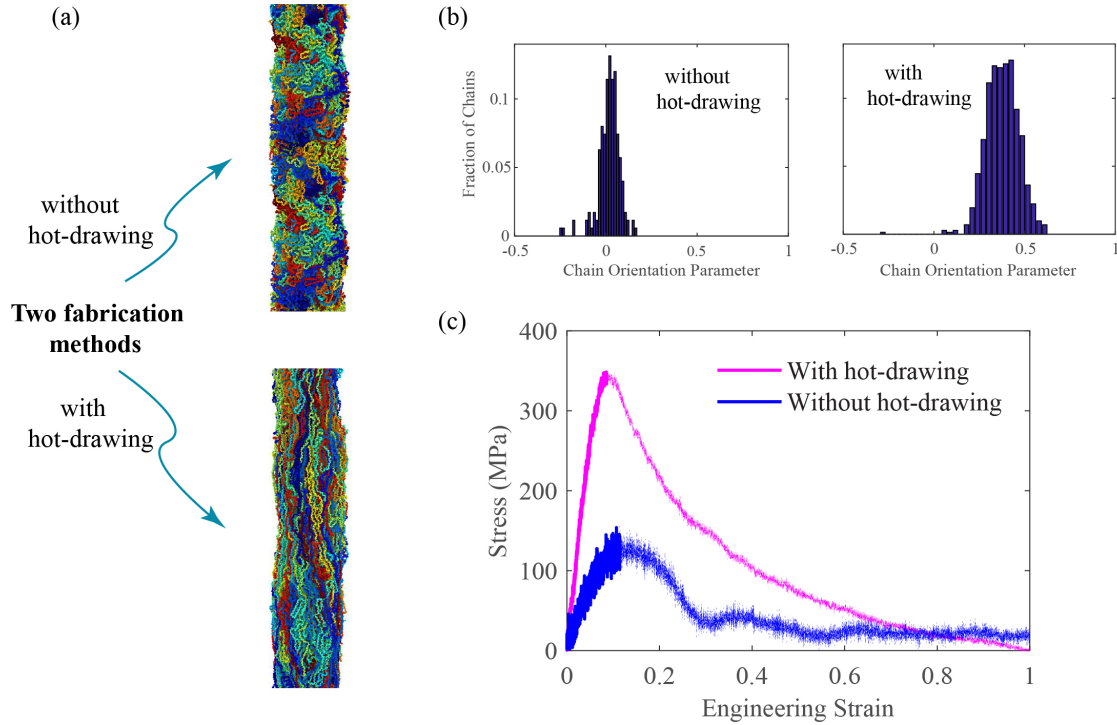 (a)
without
hot-drawing
Two fabrication
methods
with
hot-drawing
(b)
Fraction of Chains
0.1
0.05
0
-0.5
0
0.5
1
Chain Orientation Parameter
without
hot-drawing
-0.5
0
0.5
1
Chain Orientation Parameter
with
hot-drawing
(c)
Stress (MPa)
400
300
200
100
0
0
0.2
0.4
0.6
0.8
1
Engineering Strain
With hot-drawing
Without hot-drawing